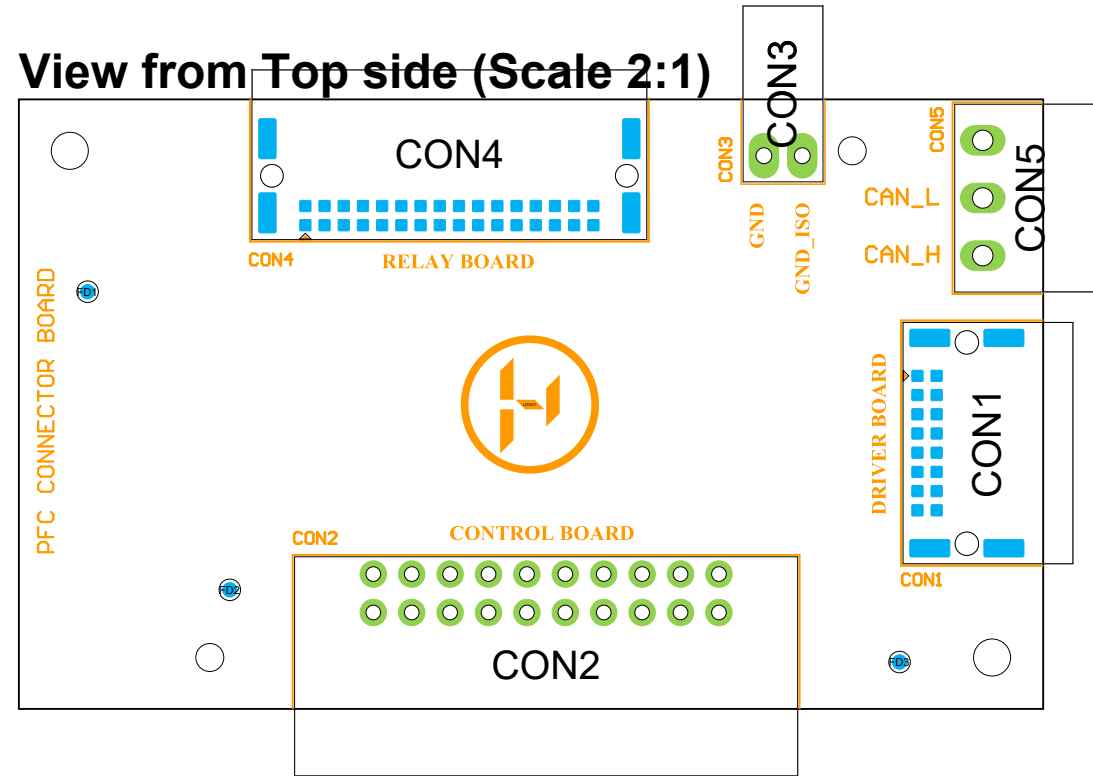 View from Top side (Scale 2:1)
CON3
CON4
CON3
CON5
CON5
CAN_L
CAN_H
GND
GND_ISO
CON4
RELAY BOARD
FD1
PFC CONNECTOR BOARD
DRIVER BOARD
CON1
CON1
CON2
CONTROL BOARD
FD2
CON2
FD3